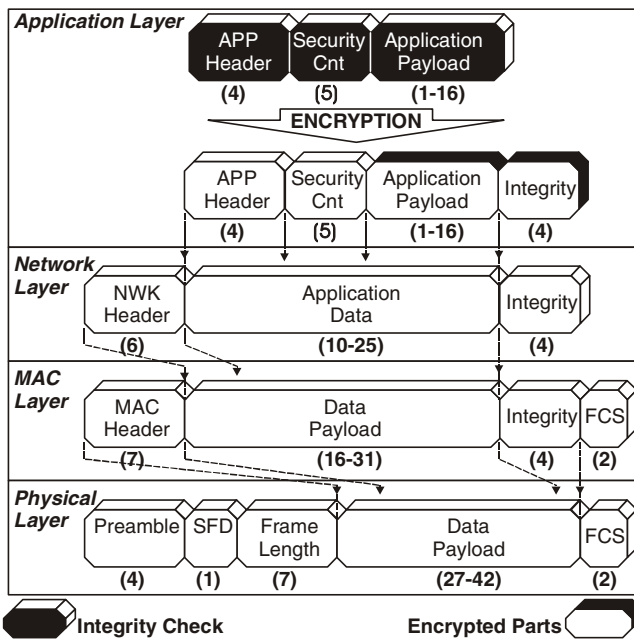 Application Layer
APP Header
Security Cnt
Application Payload
(4)
(5)
(1-16)
ENCRYPTION
APP Header
Security Cnt
Application Payload
Integrity
(4)
(5)
(1-16)
(4)
Network Layer
NWK Header
Application Data
Integrity
(6)
(10-25)
(4)
MAC Layer
MAC Header
Data Payload
Integrity
FCS
(7)
(16-31)
(4)
(2)
Physical Layer
Preamble
SFD
Frame Length
Data Payload
FCS
(4)
(1)
(7)
(27-42)
(2)
Integrity Check
Encrypted Parts